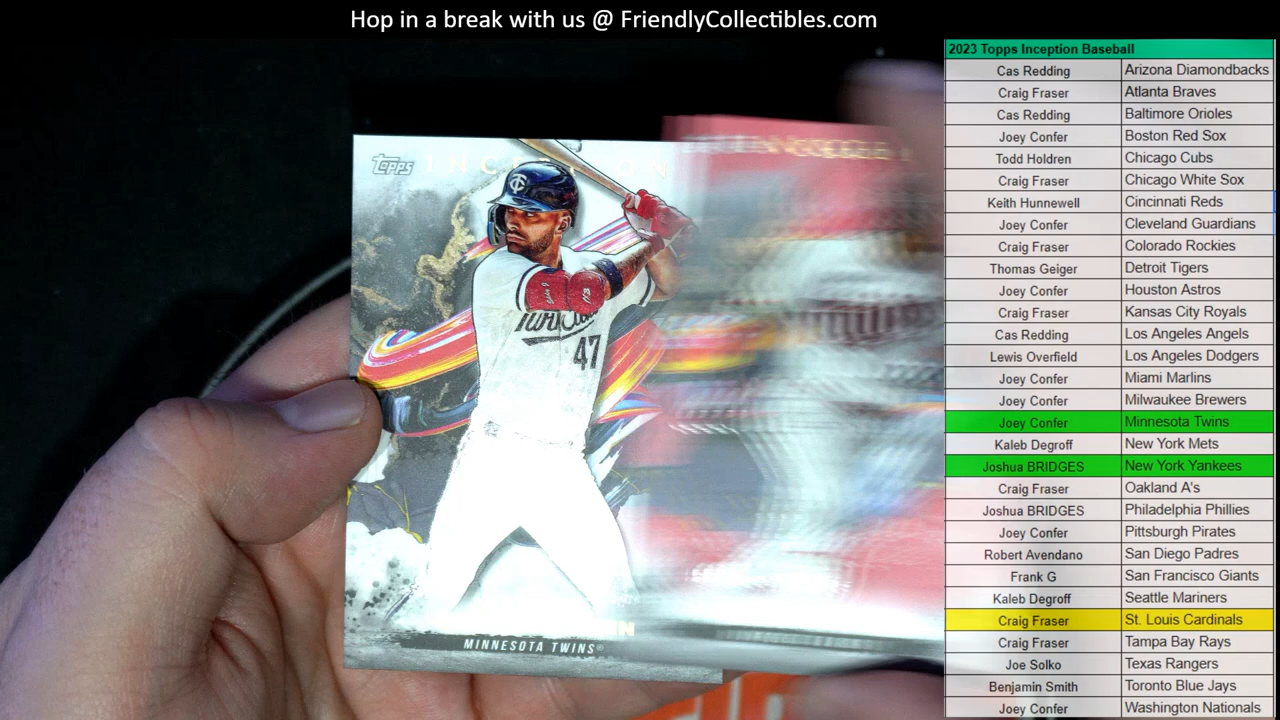 Hop in a break with us @ FriendlyCollectibles.com
2023 Topps Inception Baseball
Cas Redding Arizona Diamondbacks
Craig Fraser Atlanta Braves
Cas Redding Baltimore Orioles
Joey Confer Boston Red Sox
Todd Holdren Chicago Cubs
Craig Fraser Chicago White Sox
Keith Hunnewell Cincinnati Reds
Joey Confer Cleveland Guardians
Craig Fraser Colorado Rockies
Thomas Geiger Detroit Tigers
Joey Confer Houston Astros
Craig Fraser Kansas City Royals
Cas Redding Los Angeles Angels
Lewis Overfield Los Angeles Dodgers
Joey Confer Miami Marlins
Joey Confer Milwaukee Brewers
Joey Confer Minnesota Twins
Kaleb Degroff New York Mets
Joshua BRIDGES New York Yankees
Craig Fraser Oakland A's
Joshua BRIDGES Philadelphia Phillies
Joey Confer Pittsburgh Pirates
Robert Avendano San Diego Padres
Frank G San Francisco Giants
Kaleb Degroff Seattle Mariners
Craig Fraser St. Louis Cardinals
Craig Fraser Tampa Bay Rays
Joe Solko Texas Rangers
Benjamin Smith Toronto Blue Jays
Joey Confer Washington Nationals
Topps
TC
47
MINNESOTA TWINS